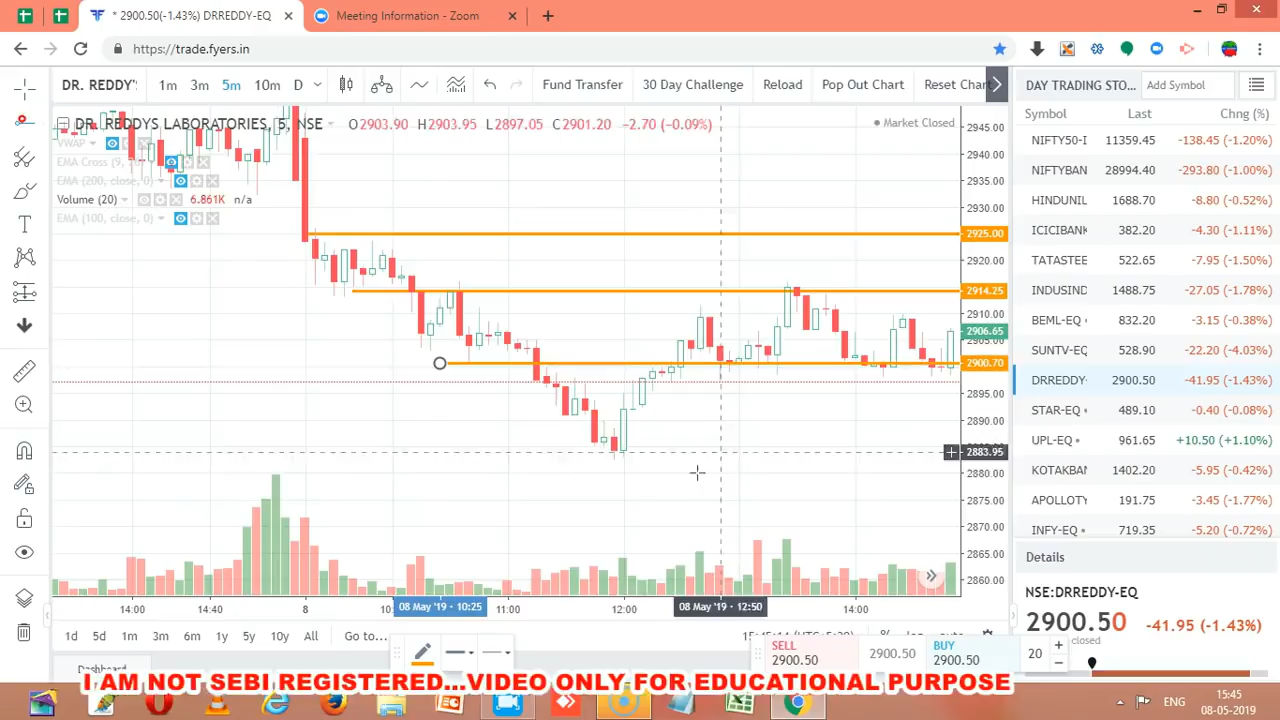 * 2900.50(-1.43%) DRREDDY-EQ
Meeting Information - Zoom
https://trade.fyers.in
DR. REDDY'S 1m 3m 5m 10m D Fund Transfer 30 Day Challenge Reload Pop Out Chart Reset Chart
DR. REDDYS LABORATORIES, 5, NSE O2903.90 H2903.95 L2897.05 C2901.20 -2.70 (-0.09%)
Market Closed
VWAP
EMA Cross (9,
EMA (200, close, 0)
Volume (20) 6.861K n/a
EMA (100, close, 0)
2945.00
2940.00
2935.00
2930.00
2925.00
2920.00
2914.25
2910.00
2906.65
2905.00
2900.70
2895.00
2890.00
2883.95
2880.00
2875.00
2870.00
2865.00
2860.00
14:00 14:40 8 08 May '19 - 10:25 11:00 12:00 08 May '19 - 12:50 14:00
1d 5d 1m 3m 6m 1y 5y 10y All Go to...
SELL
2900.50
2900.50
BUY
2900.50
20
Dashboard
DAY TRADING STO... Add Symbol
Symbol Last Chng (%)
NIFTY50-I 11359.45 -138.45 (-1.20%)
NIFTYBAN 28994.40 -293.80 (-1.00%)
HINDUNIL 1688.70 -8.80 (-0.52%)
ICICIBANK 382.20 -4.30 (-1.11%)
TATASTEE 522.65 -7.95 (-1.50%)
INDUSIND 1488.75 -27.05 (-1.78%)
BEML-EQ 832.20 -3.15 (-0.38%)
SUNTV-EQ 528.90 -22.20 (-4.03%)
DRREDDY- 2900.50 -41.95 (-1.43%)
STAR-EQ 489.10 -0.40 (-0.08%)
UPL-EQ 961.65 +10.50 (+1.10%)
KOTAKBAN 1402.20 -5.95 (-0.42%)
APOLLOTY 191.75 -3.45 (-1.77%)
INFY-EQ 719.35 -5.20 (-0.72%)
Details
NSE:DRREDDY-EQ
2900.50 -41.95 (-1.43%)
closed
I AM NOT SEBI REGISTERED...VIDEO ONLY FOR EDUCATIONAL PURPOSE
ENG
15:45
08-05-2019